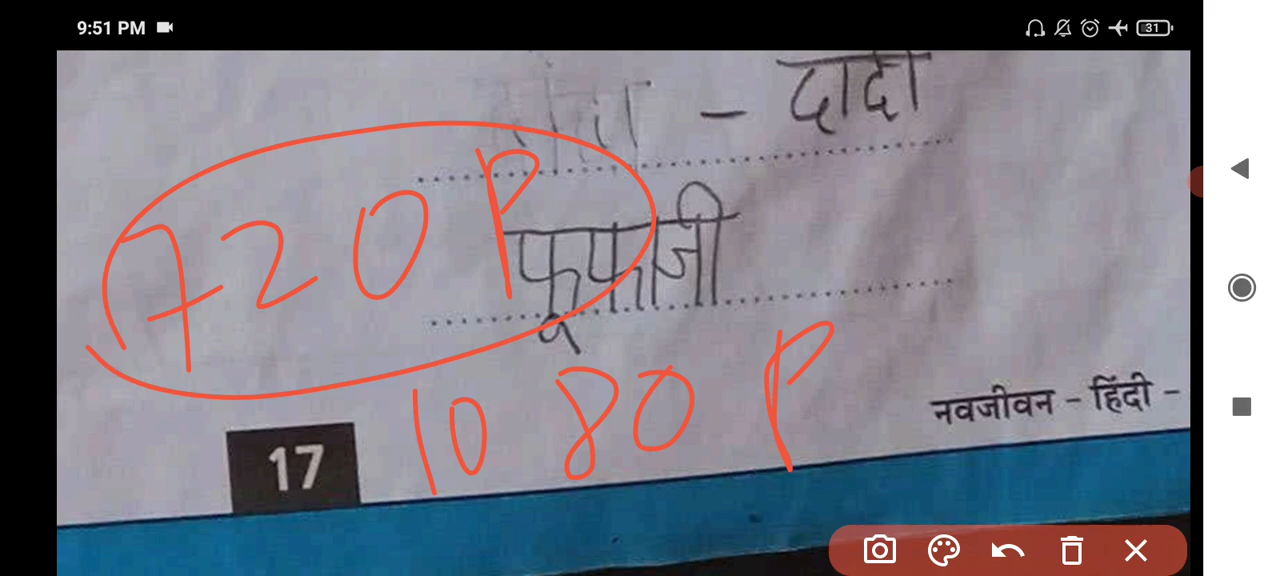 9:51 PM
31
- दादी
720 P
फूफाजी
1080 P
नवजीवन - हिंदी -
17